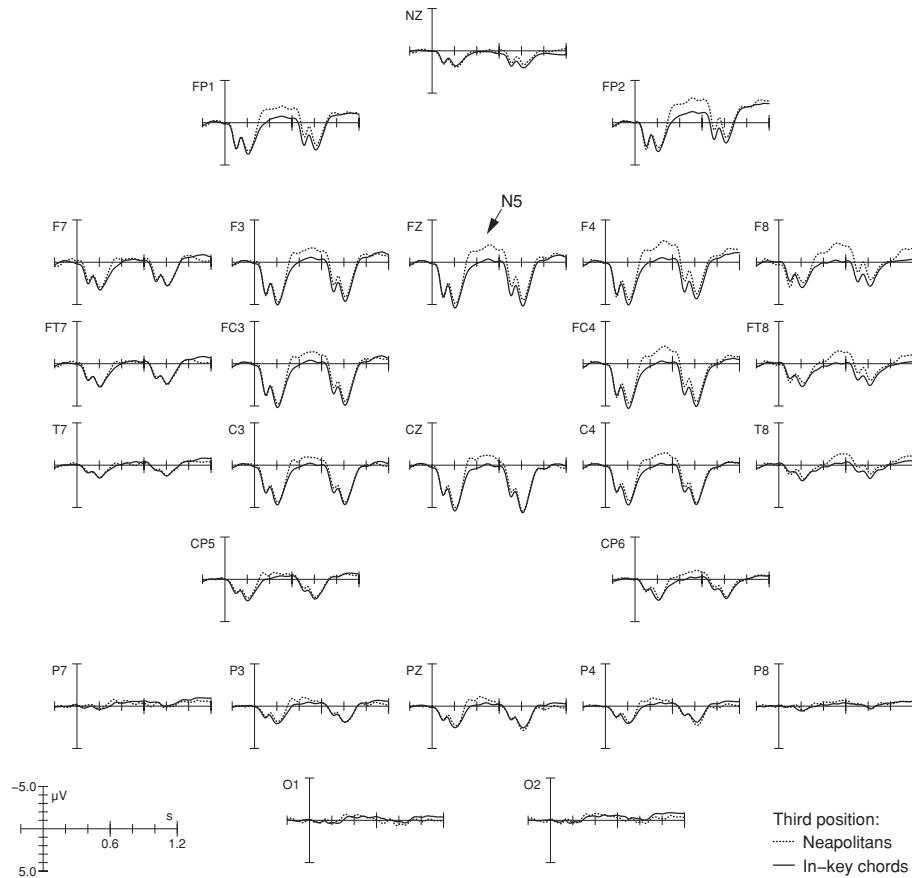 NZ
FP1
FP2
N5
F7
F3
FZ
F4
F8
FT7
FC3
FC4
FT8
T7
C3
CZ
C4
T8
CP5
CP6
P7
P3
PZ
P4
P8
O1
O2
−5.0
µV
s
0.6
1.2
5.0
Third position:
Neapolitans
In−key chords